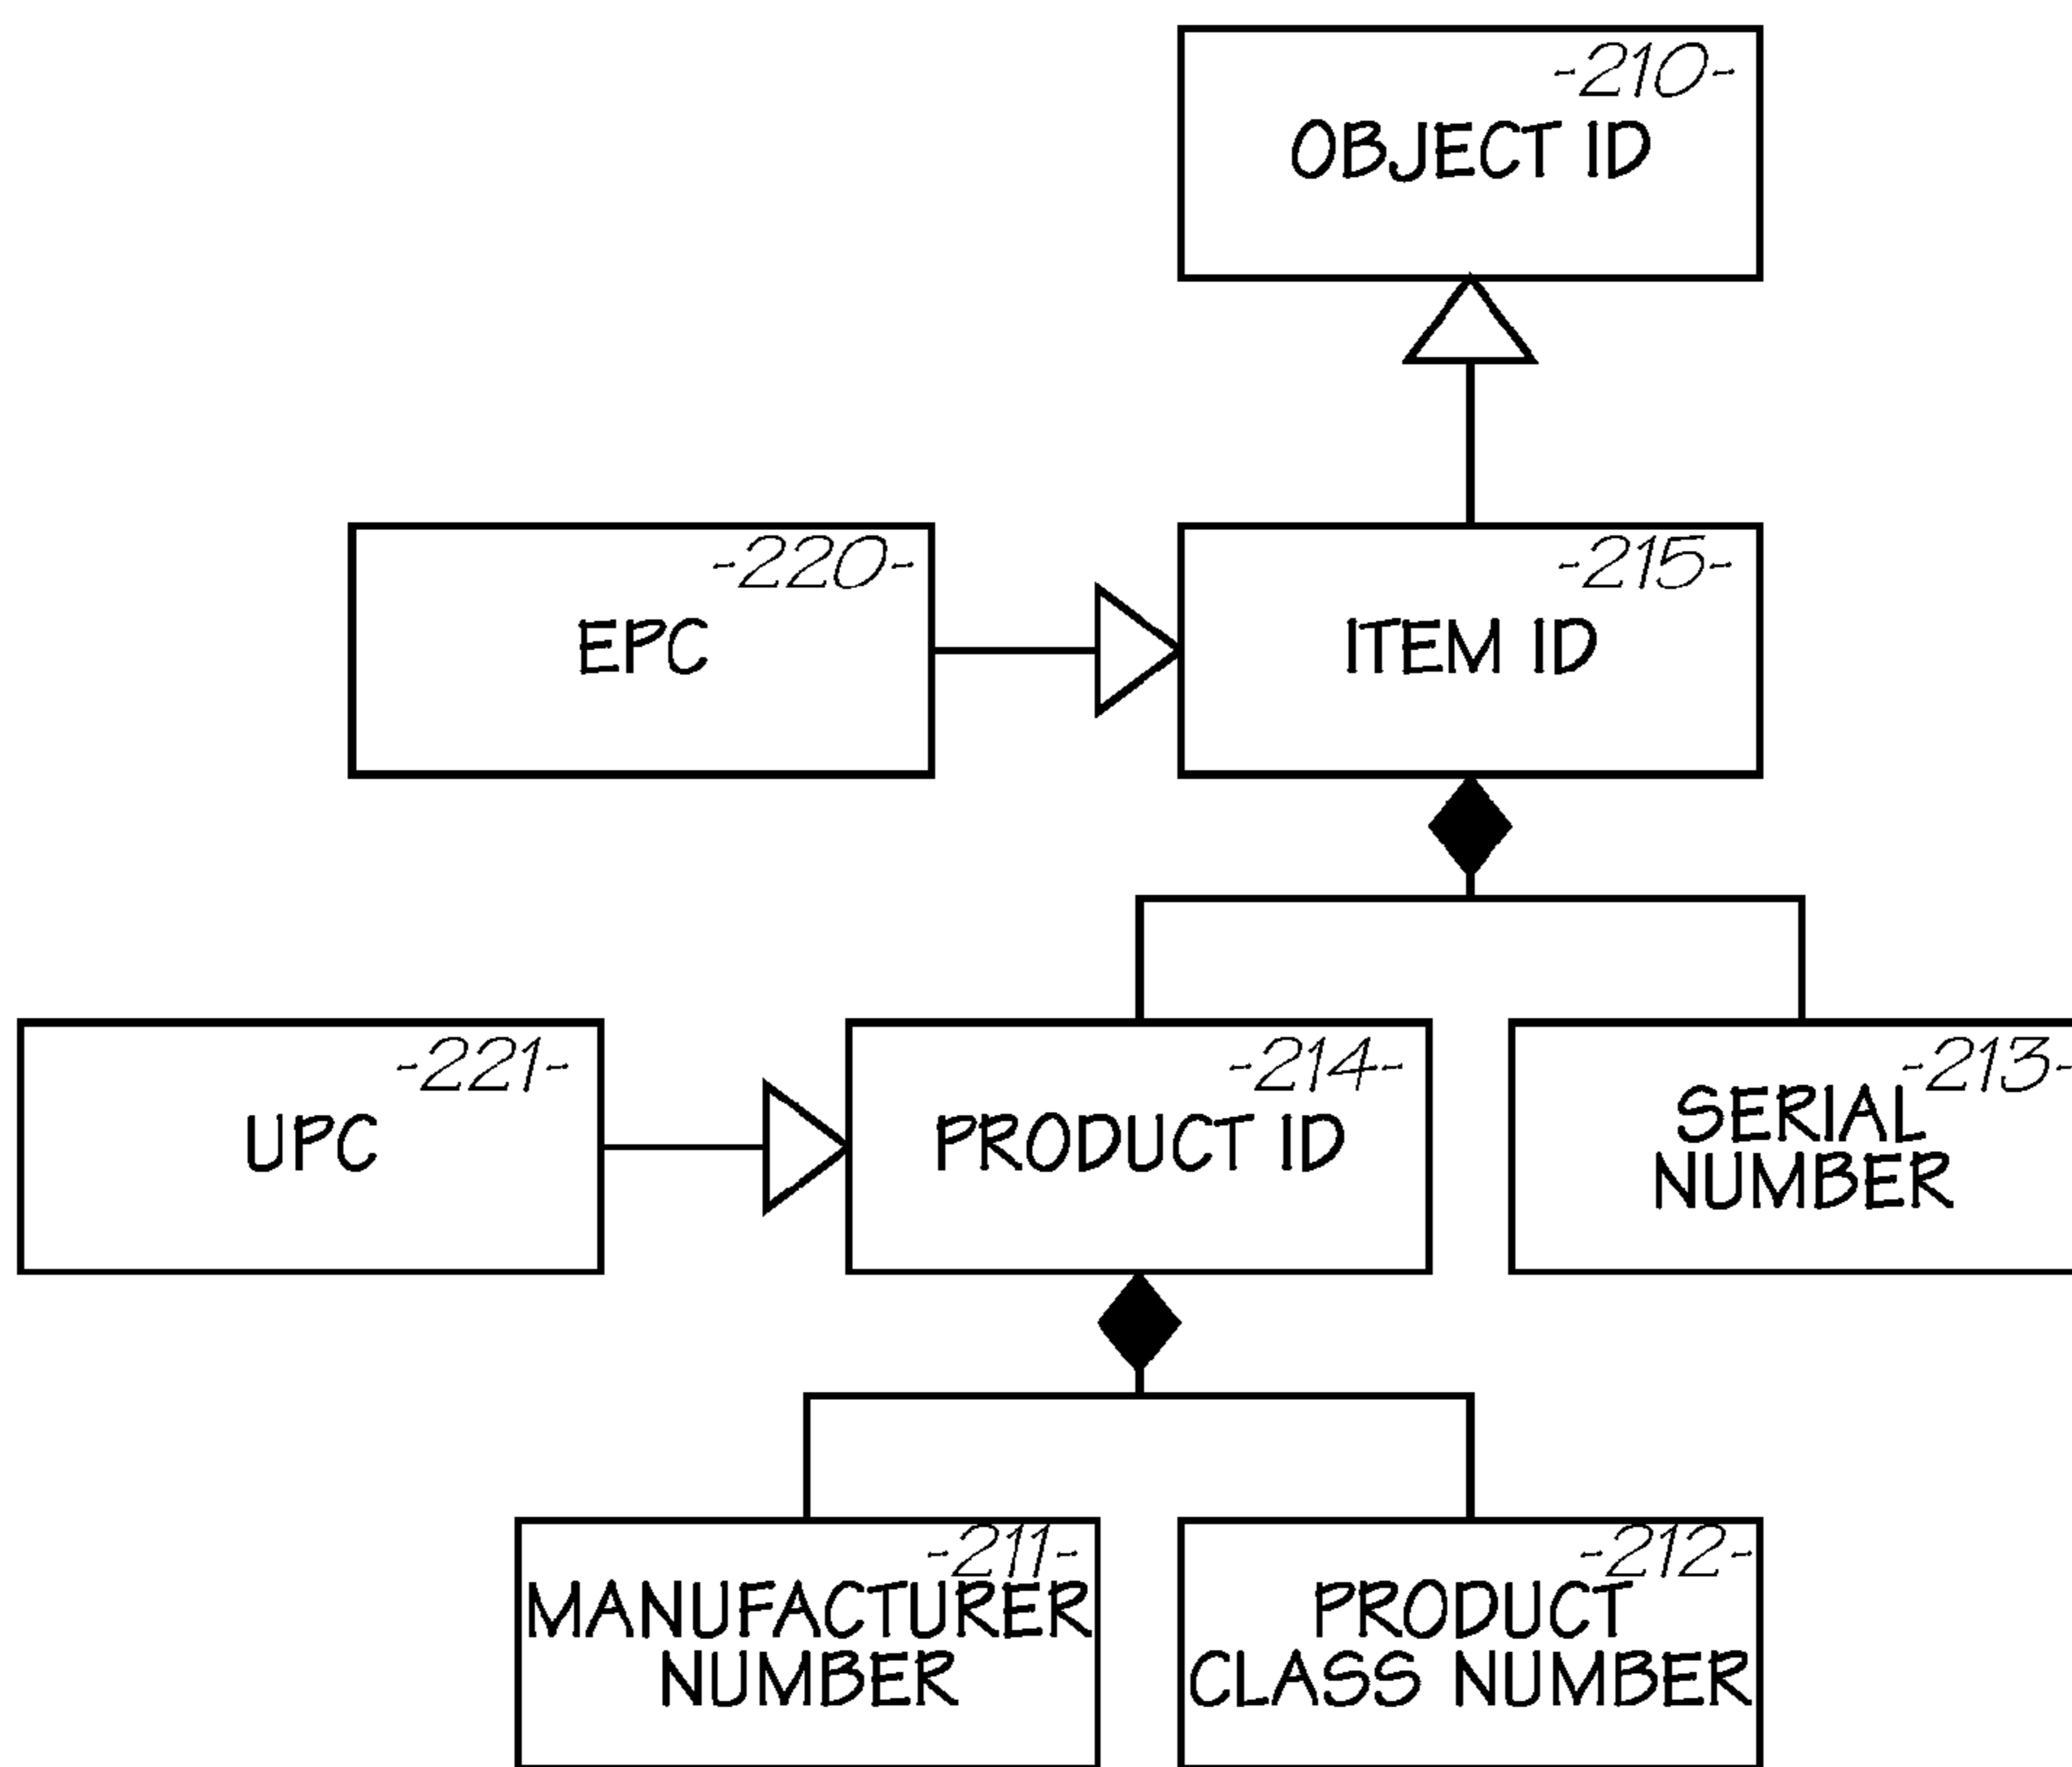 -210-
OBJECT ID
-220-
EPC
-215-
ITEM ID
-221-
UPC
-214-
PRODUCT ID
-213-
SERIAL
NUMBER
-211-
MANUFACTURER
NUMBER
-212-
PRODUCT
CLASS NUMBER